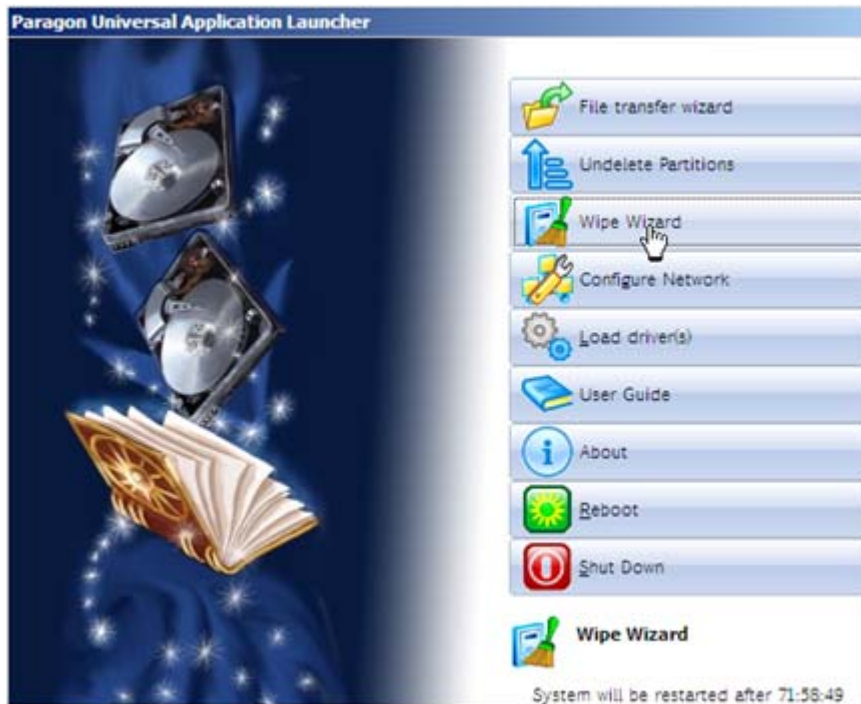 Paragon Universal Application Launcher
File transfer wizard
Undelete Partitions
Wipe Wizard
Configure Network
Load driver(s)
User Guide
About
Reboot
Shut Down
Wipe Wizard
System will be restarted after 71:58:49